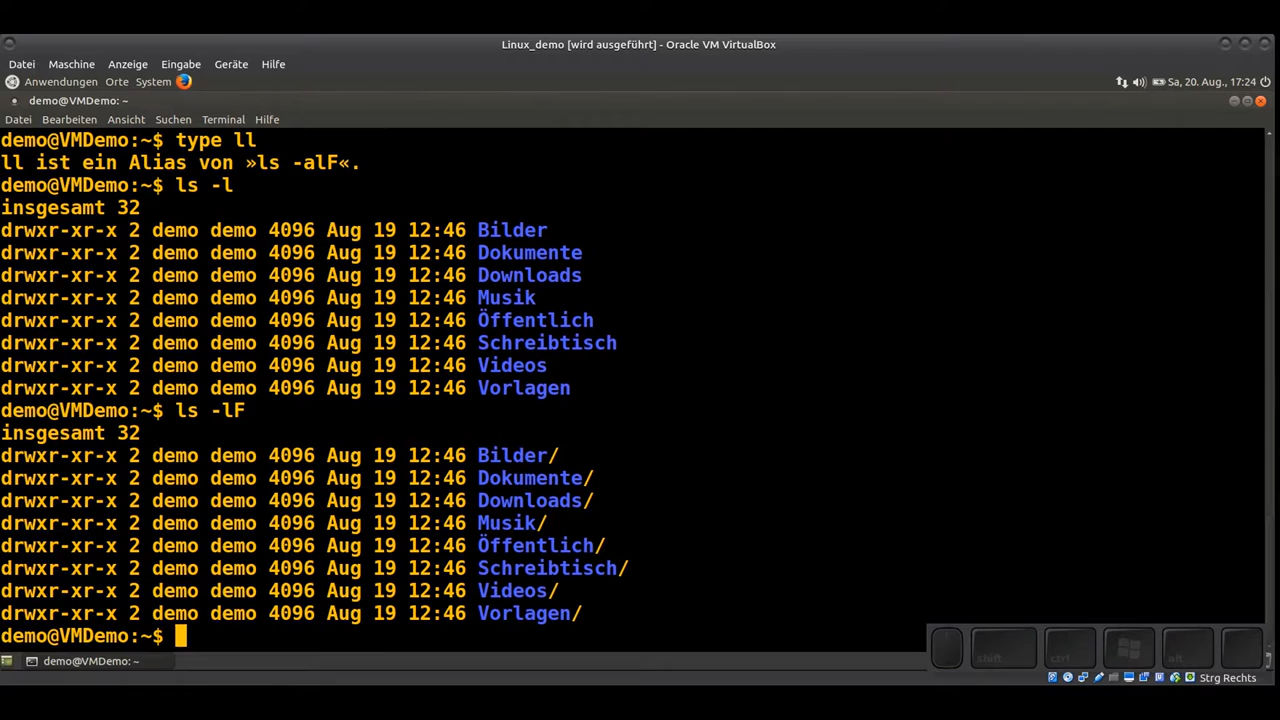 Linux_demo [wird ausgeführt] - Oracle VM VirtualBox
Datei Maschine Anzeige Eingabe Geräte Hilfe
Anwendungen Orte System Sa, 20. Aug., 17:24
demo@VMDemo: ~
Datei Bearbeiten Ansicht Suchen Terminal Hilfe
demo@VMDemo:~$ type ll
ll ist ein Alias von »ls -alF«.
demo@VMDemo:~$ ls -l
insgesamt 32
drwxr-xr-x 2 demo demo 4096 Aug 19 12:46 Bilder
drwxr-xr-x 2 demo demo 4096 Aug 19 12:46 Dokumente
drwxr-xr-x 2 demo demo 4096 Aug 19 12:46 Downloads
drwxr-xr-x 2 demo demo 4096 Aug 19 12:46 Musik
drwxr-xr-x 2 demo demo 4096 Aug 19 12:46 Öffentlich
drwxr-xr-x 2 demo demo 4096 Aug 19 12:46 Schreibtisch
drwxr-xr-x 2 demo demo 4096 Aug 19 12:46 Videos
drwxr-xr-x 2 demo demo 4096 Aug 19 12:46 Vorlagen
demo@VMDemo:~$ ls -lF
insgesamt 32
drwxr-xr-x 2 demo demo 4096 Aug 19 12:46 Bilder/
drwxr-xr-x 2 demo demo 4096 Aug 19 12:46 Dokumente/
drwxr-xr-x 2 demo demo 4096 Aug 19 12:46 Downloads/
drwxr-xr-x 2 demo demo 4096 Aug 19 12:46 Musik/
drwxr-xr-x 2 demo demo 4096 Aug 19 12:46 Öffentlich/
drwxr-xr-x 2 demo demo 4096 Aug 19 12:46 Schreibtisch/
drwxr-xr-x 2 demo demo 4096 Aug 19 12:46 Videos/
drwxr-xr-x 2 demo demo 4096 Aug 19 12:46 Vorlagen/
demo@VMDemo:~$
shift ctrl alt
demo@VMDemo: ~
Strg Rechts